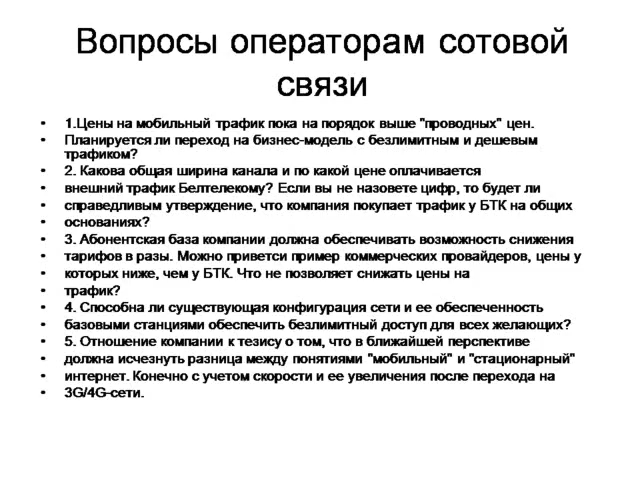 Вопросы операторам сотовой
связи
• 1.Цены на мобильный трафик пока на порядок выше "проводных" цен.
• Планируется ли переход на бизнес-модель с безлимитным и дешевым
трафиком?
• 2. Какова общая ширина канала и по какой цене оплачивается
• внешний трафик Белтелекому? Если вы не назовете цифр, то будет ли
• справедливым утверждение, что компания покупает трафик у БТК на общих
• основаниях?
• 3. Абонентская база компании должна обеспечивать возможность снижения
• тарифов в разы. Можно приветси пример коммерческих провайдеров, цены у
• которых ниже, чем у БТК. Что не позволяет снижать цены на
• трафик?
• 4. Способна ли существующая конфигурация сети и ее обеспеченность
• базовыми станциями обеспечить безлимитный доступ для всех желающих?
• 5. Отношение компании к тезису о том, что в ближайшей перспективе
• должна исчезнуть разница между понятиями "мобильный" и "стационарный"
• интернет. Конечно с учетом скорости и ее увеличения после перехода на
• 3G/4G-сети.